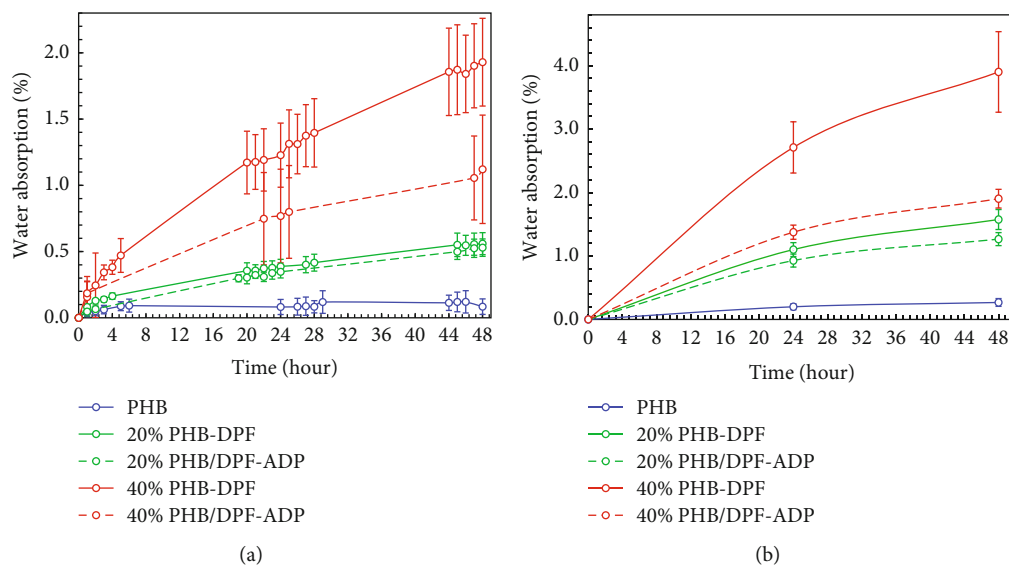 2.0
1.5
1.0
0.5
0.0
Water absorption (%)
0 4 8 12 16 20 24 28 32 36 40 44 48
Time (hour)
PHB
20% PHB-DPF
20% PHB/DPF-ADP
40% PHB-DPF
40% PHB/DPF-ADP
(a)
4.0
3.0
2.0
1.0
0.0
Water absorption (%)
0 4 8 12 16 20 24 28 32 36 40 44 48
Time (hour)
PHB
20% PHB-DPF
20% PHB/DPF-ADP
40% PHB-DPF
40% PHB/DPF-ADP
(b)